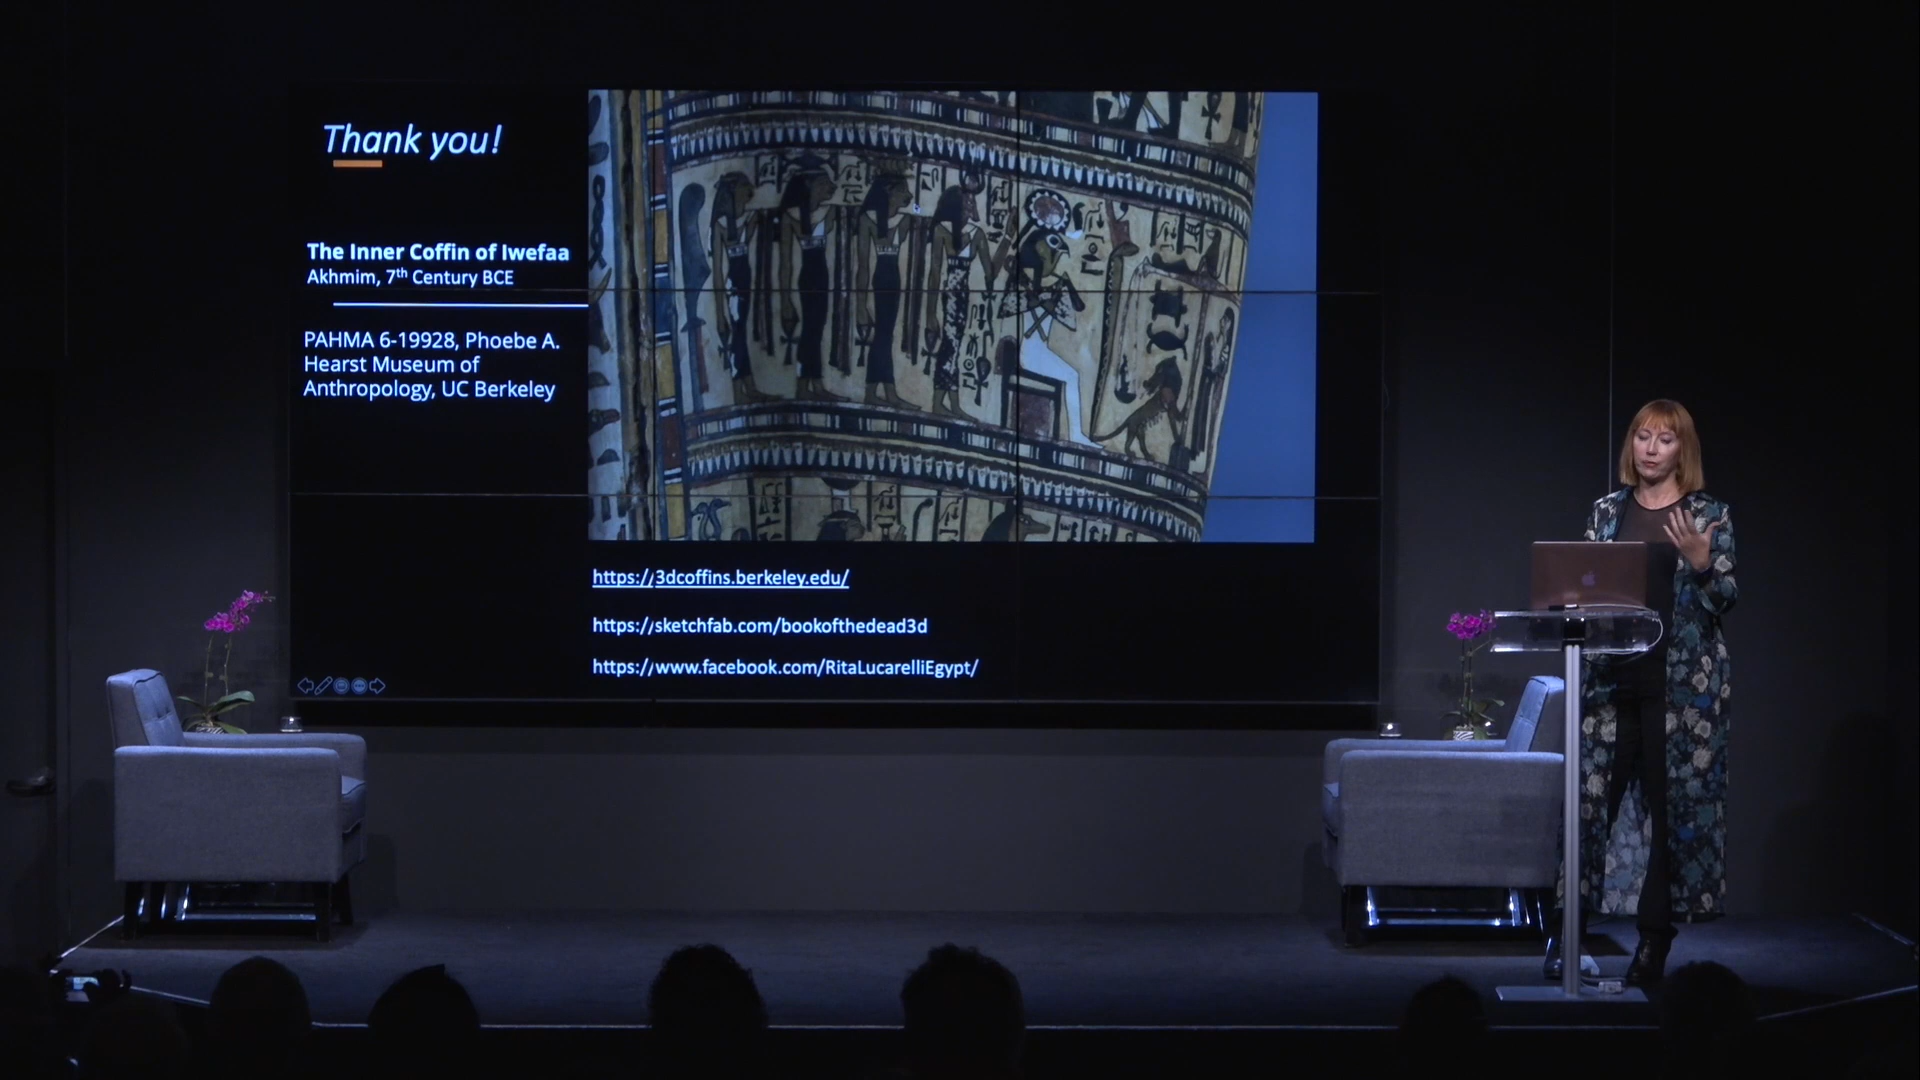 Thank you!
The Inner Coffin of Iwefaa
Akhmim, 7th Century BCE
PAHMA 6-19928, Phoebe A.
Hearst Museum of
Anthropology, UC Berkeley
https://3dcoffins.berkeley.edu/
https://sketchfab.com/bookofthedead3d
https://www.facebook.com/RitaLucarelliEgypt/